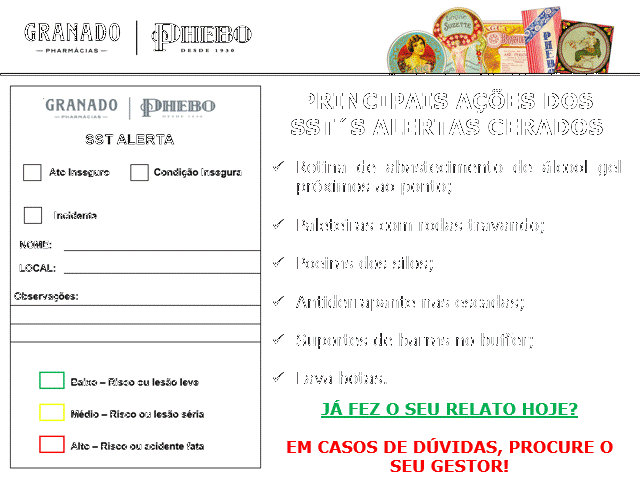 GRANADO
PHARMÁCIAS
PHEBO
DESDE 1930
GRANADO
PHARMÁCIAS
PHEBO
DESDE 1930
SST ALERTA
Ato Inseguro
Condição Insegura
Incidente
NOME:
LOCAL:
Observações:
Baixo – Risco ou lesão leve
Médio – Risco ou lesão séria
Alto – Risco ou acidente fata
PRINCIPAIS AÇÕES DOS
SST´S ALERTAS GERADOS
✓ Rotina de abastecimento de álcool gel
próximos ao ponto;
✓ Paleteiras com rodas travando;
✓ Poeiras dos silos;
✓ Antiderrapante nas escadas;
✓ Suportes de barras no buffer;
✓ Lava botas.
JÁ FEZ O SEU RELATO HOJE?
EM CASOS DE DÚVIDAS, PROCURE O
SEU GESTOR!